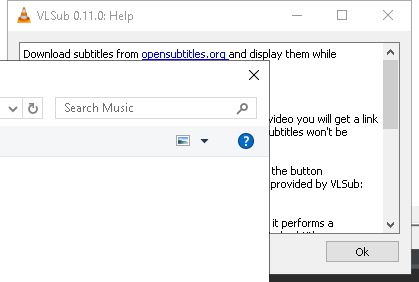 VLSub 0.11.0: Help
Download subtitles from opensubtitles.org and display them while
Search Music
video you will get a link
subtitles won't be
the button
provided by VLSub:
it performs a
Ok